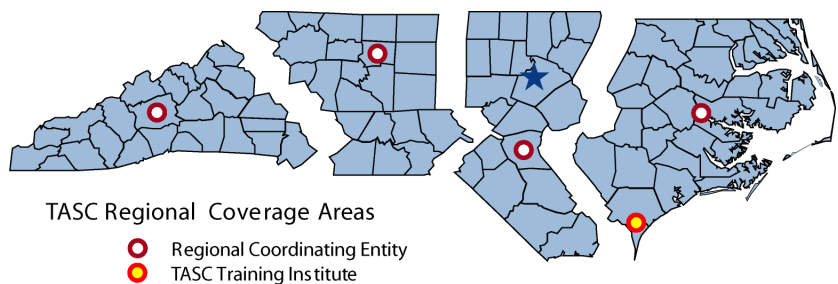 TASC Regional Coverage Areas
Regional Coordinating Entity
TASC Training Institute